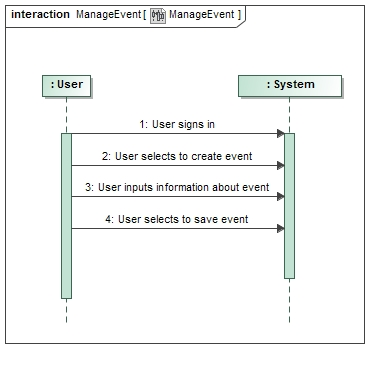 interaction ManageEvent [ ManageEvent ]
: User
: System
1: User signs in
2: User selects to create event
3: User inputs information about event
4: User selects to save event